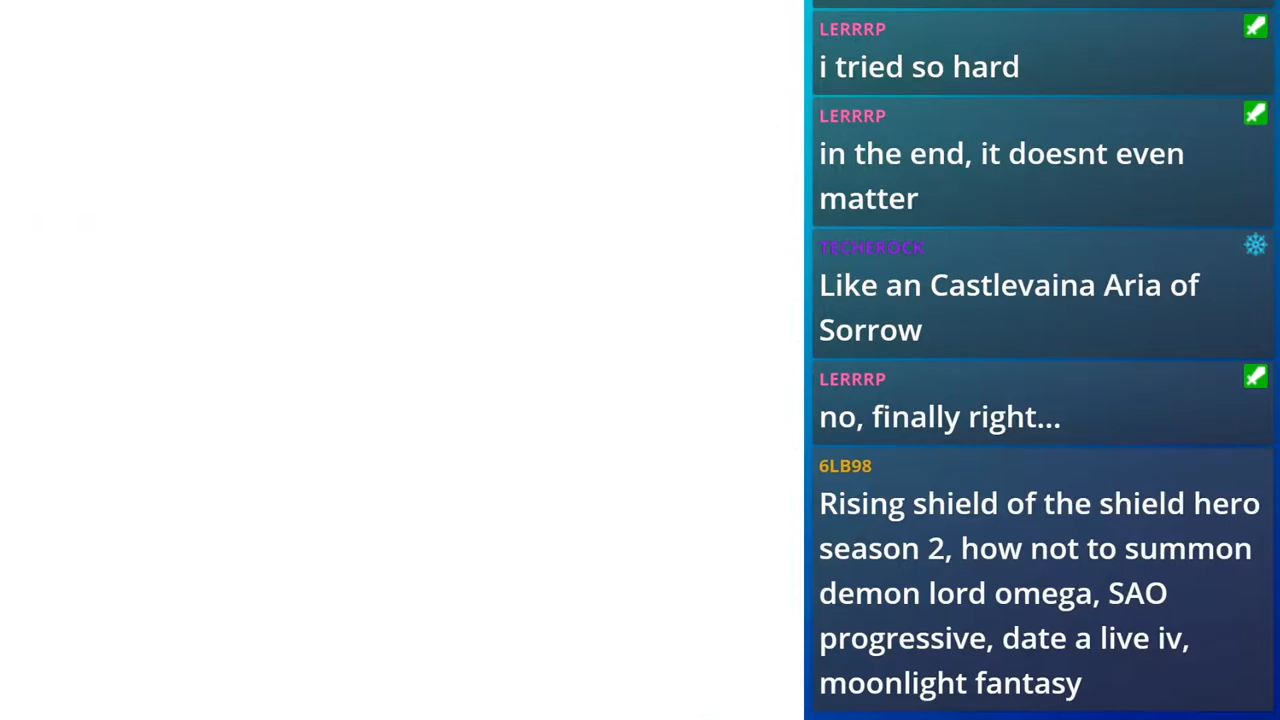 LERRRP
i tried so hard
LERRRP
in the end, it doesnt even
matter
TECHEROCK
Like an Castlevaina Aria of
Sorrow
LERRRP
no, finally right...
6LB98
Rising shield of the shield hero
season 2, how not to summon
demon lord omega, SAO
progressive, date a live iv,
moonlight fantasy